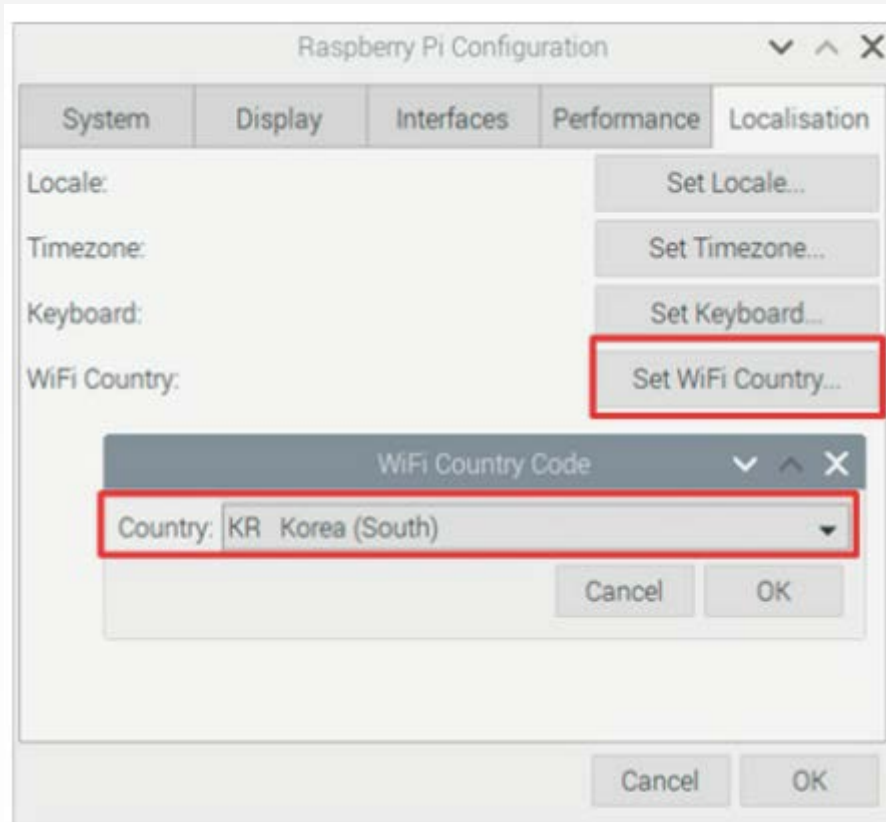 Raspberry Pi Configuration
System Display Interfaces Performance Localisation
Locale: Set Locale...
Timezone: Set Timezone...
Keyboard: Set Keyboard...
WiFi Country: Set WiFi Country...
WiFi Country Code
Country: KR Korea (South)
Cancel OK
Cancel OK